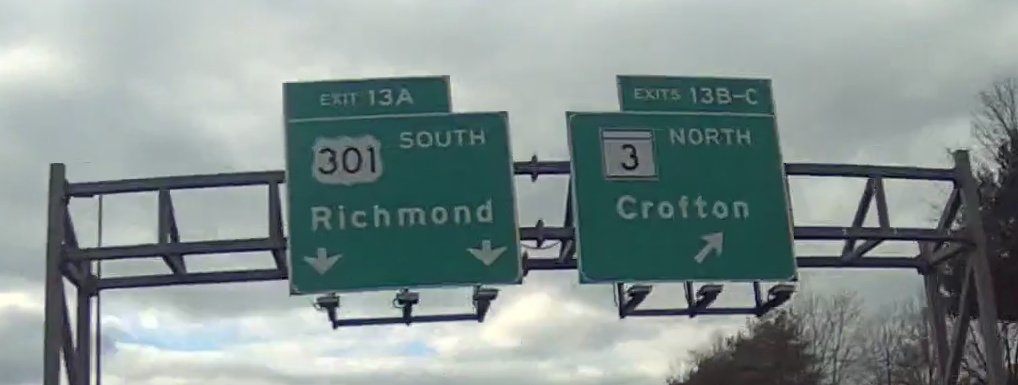 EXIT 13A
301 SOUTH
Richmond
EXITS 13B-C
3 NORTH
Crofton